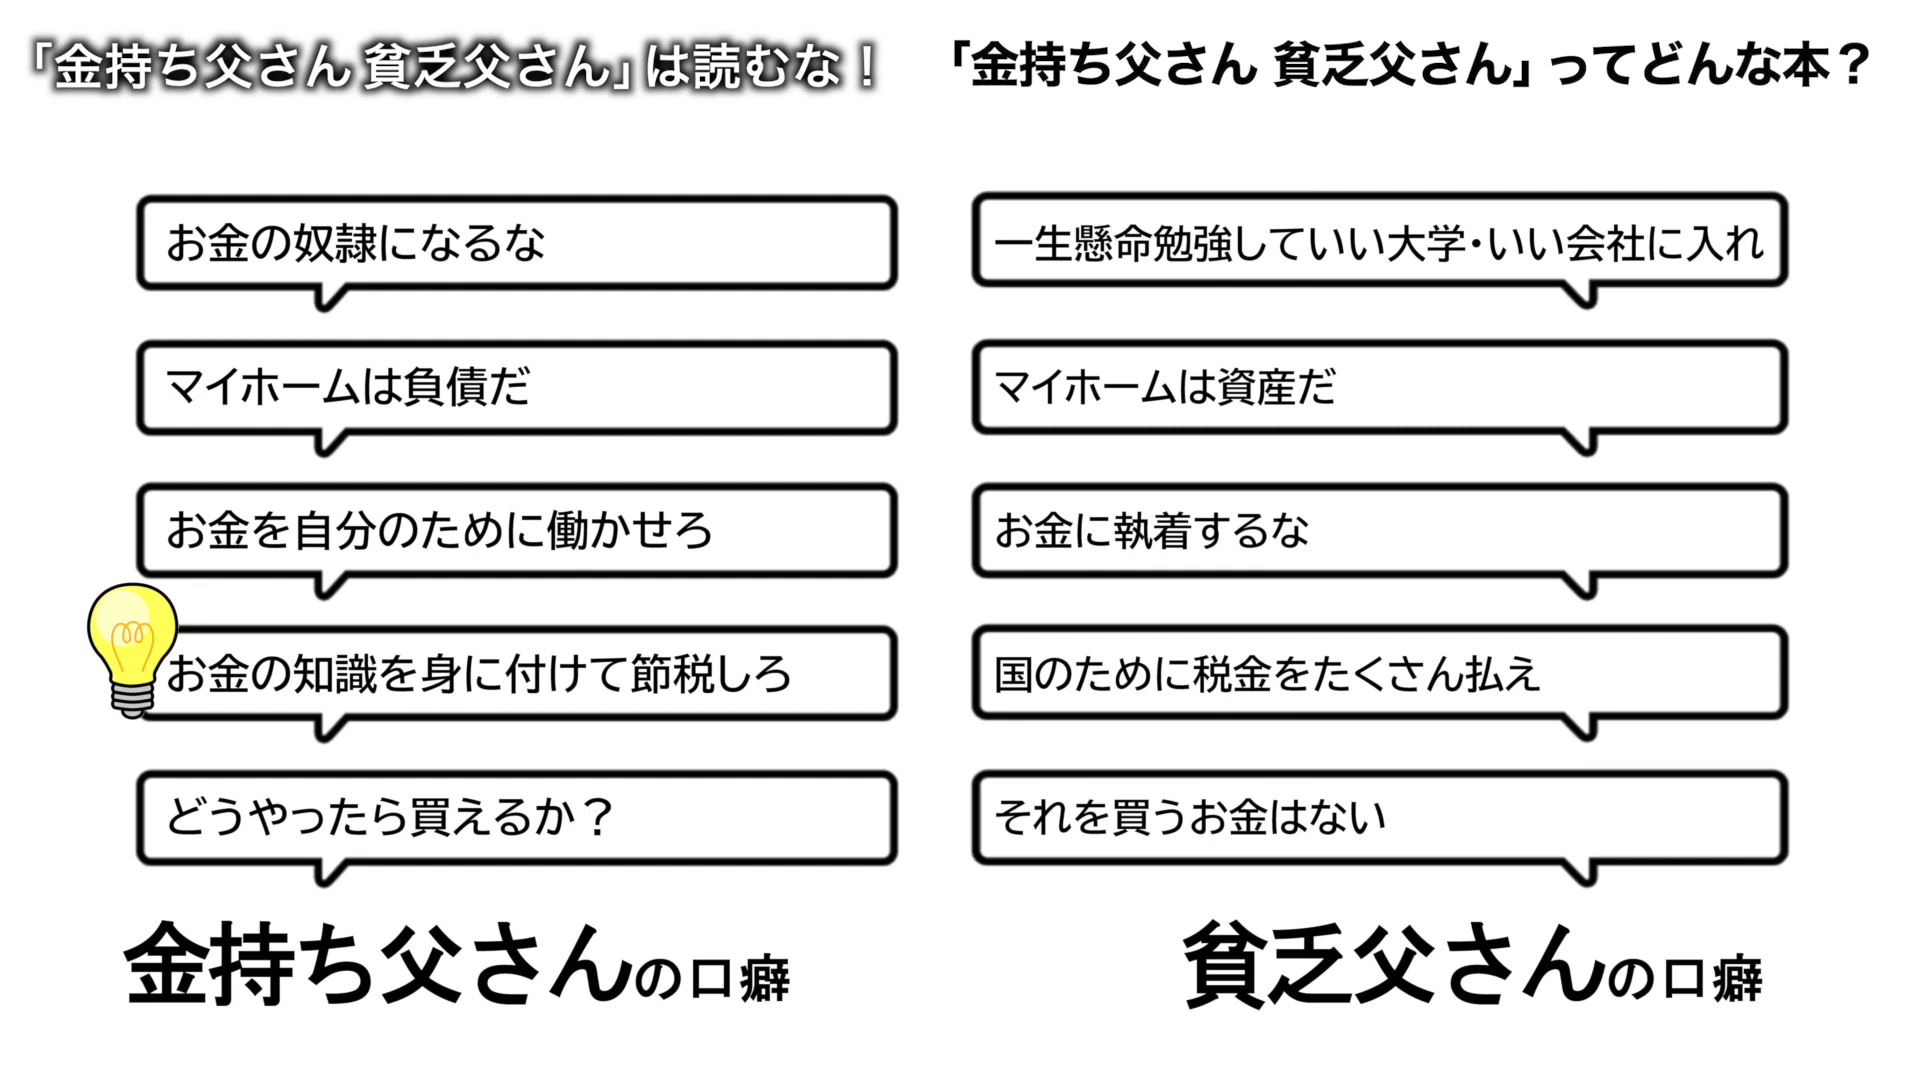 「金持ち父さん 貧乏父さん」は読むな！
「金持ち父さん 貧乏父さん」ってどんな本？
お金の奴隷になるな
マイホームは負債だ
お金を自分のために働かせろ
お金の知識を身に付けて節税しろ
どうやったら買えるか？
金持ち父さんの口癖
一生懸命勉強していい大学・いい会社に入れ
マイホームは資産だ
お金に執着するな
国のために税金をたくさん払え
それを買うお金はない
貧乏父さんの口癖